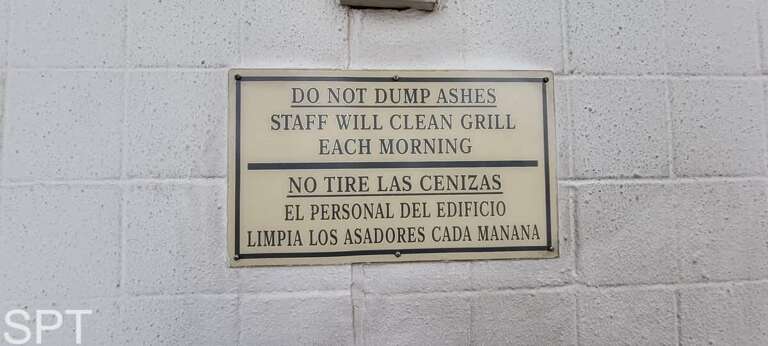 DO NOT DUMP ASHES
STAFF WILL CLEAN GRILL
EACH MORNING
NO TIRE LAS CENIZAS
EL PERSONAL DEL EDIFICIO
LIMPIA LOS ASADORES CADA MANANA
SPT